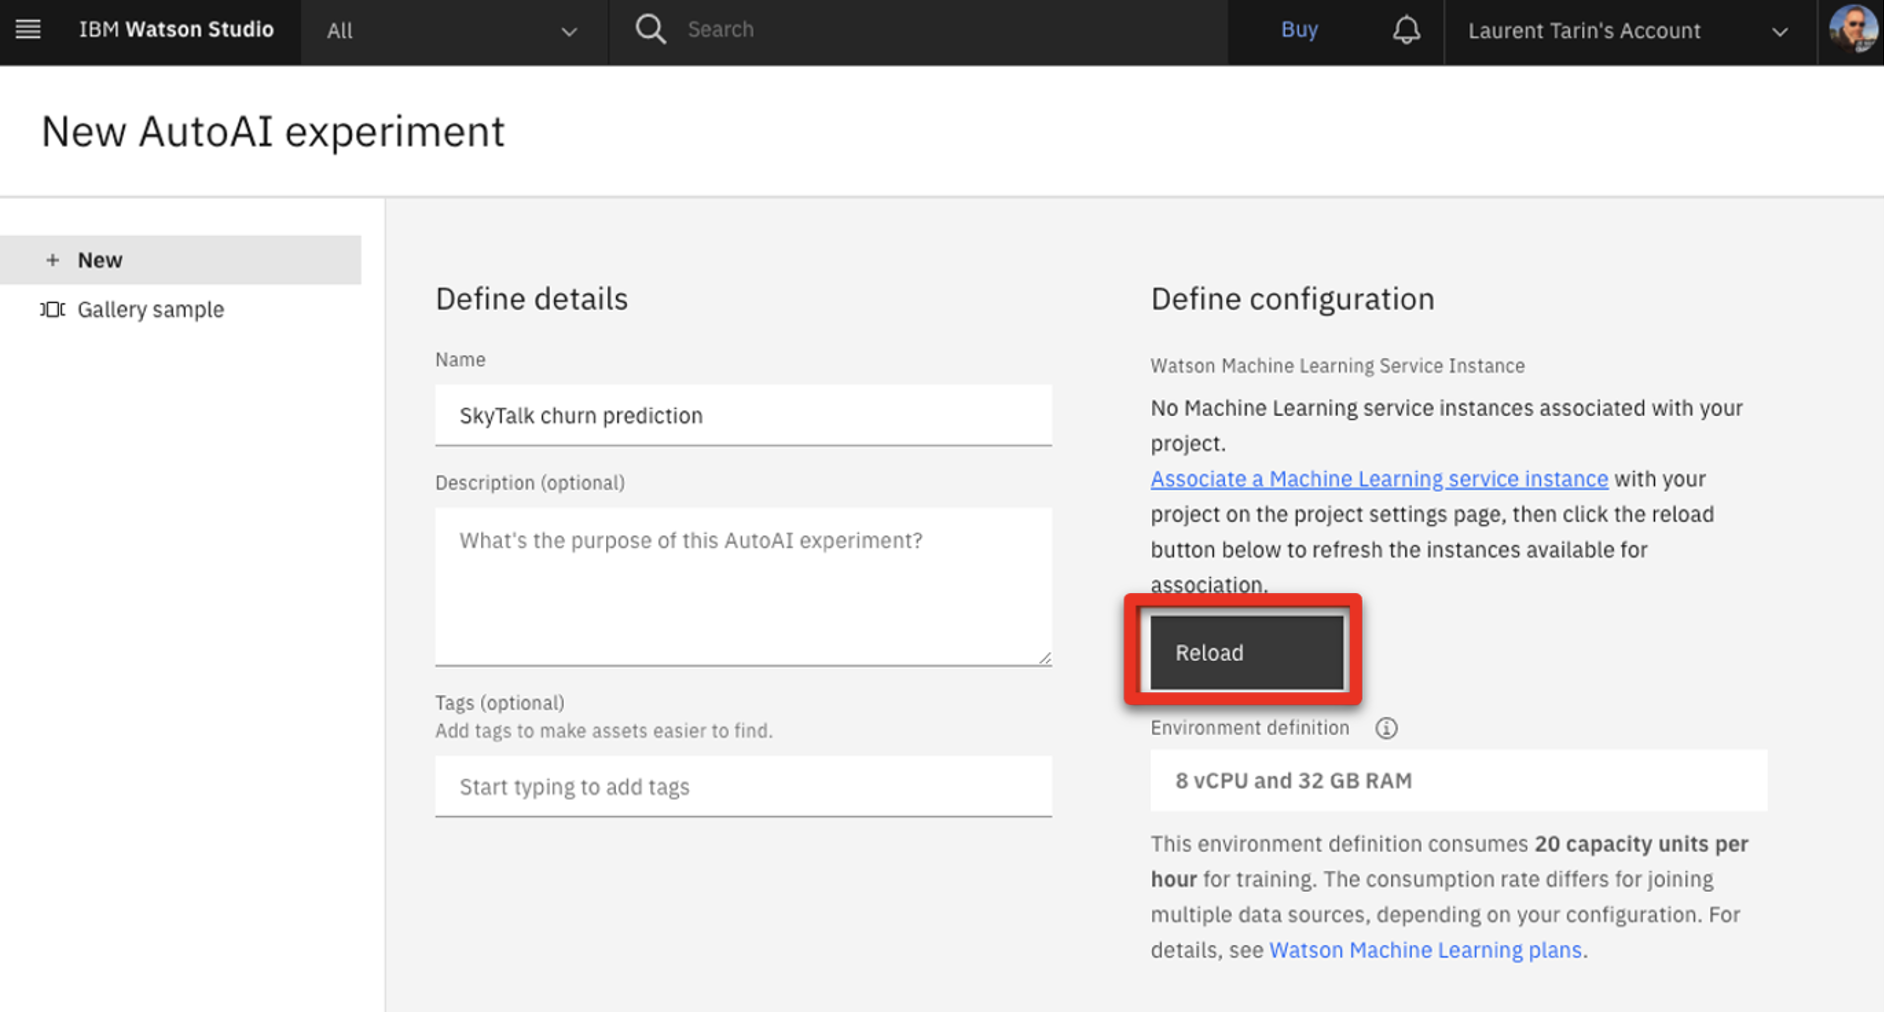 IBM Watson Studio
All
Search
Buy
Laurent Tarin's Account
New AutoAI experiment
+ New
Gallery sample
Define details
Name
SkyTalk churn prediction
Description (optional)
What's the purpose of this AutoAI experiment?
Tags (optional)
Add tags to make assets easier to find.
Start typing to add tags
Define configuration
Watson Machine Learning Service Instance
No Machine Learning service instances associated with your
project.
Associate a Machine Learning service instance with your
project on the project settings page, then click the reload
button below to refresh the instances available for
association.
Reload
Environment definition
8 vCPU and 32 GB RAM
This environment definition consumes 20 capacity units per
hour for training. The consumption rate differs for joining
multiple data sources, depending on your configuration. For
details, see Watson Machine Learning plans.